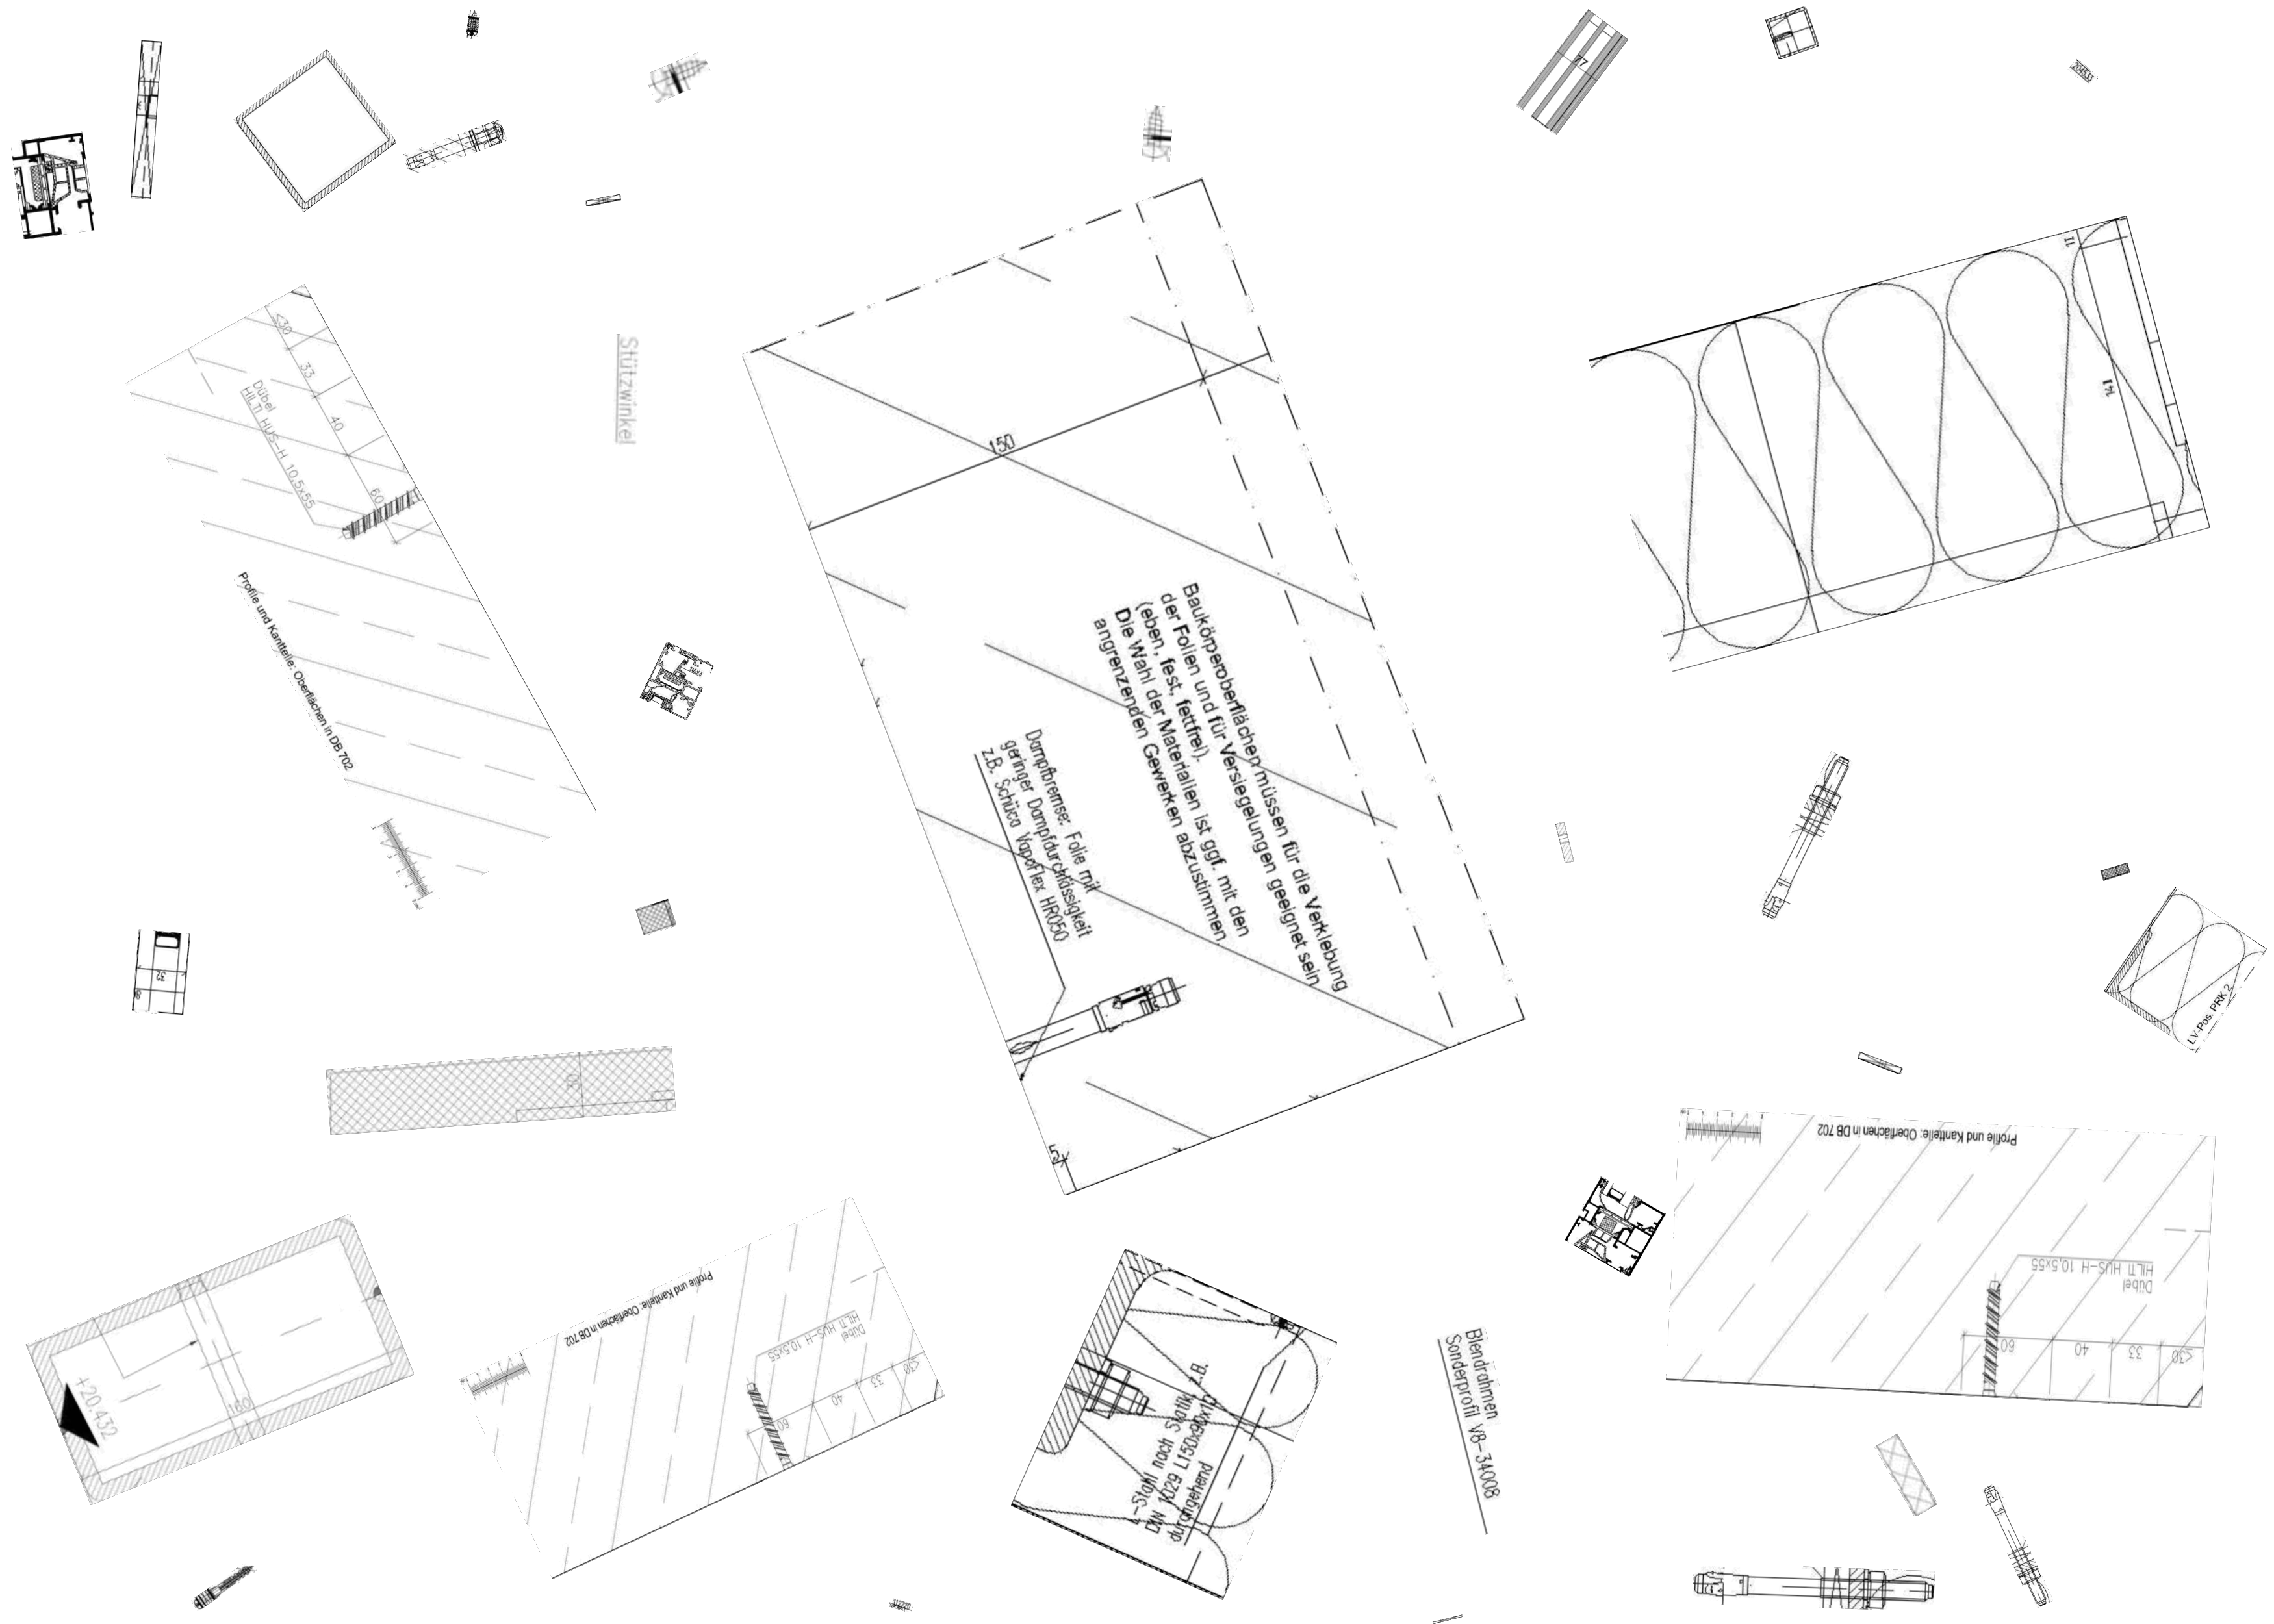 77
Stützwinkel
≤30
33
40
60
Dübel
HILTI HUS-H 10,5x55
Profile und Kantteile: Oberflächen in DB 702
150
Baukörperoberflächen müssen für die Verklebung
der Folien und für Versiegelungen geeignet sein
(eben, fest, fettfrei).
Die Wahl der Materialien ist ggf. mit den
angrenzenden Gewerken abzustimmen
Dampfbremse: Folie mit
geringer Dampfdurchlässigkeit
z.B. Schüco Vapoflex HR050
11
141
LV-Pos. PRK 2
32
+20.432
160
Profile und Kantteile: Oberflächen in DB 702
Dübel
HILTI HUS-H 10,5x55
60
40
33
≤30
-Stahl nach Statik z.B.
DIN 1029 L150x90x10
durchgehend
Blendrahmen
Sonderprofil V8-34008
Profile und Kantteile: Oberflächen in DB 702
Dübel
HILTI HUS-H 10,5x55
60
40
33
≤30